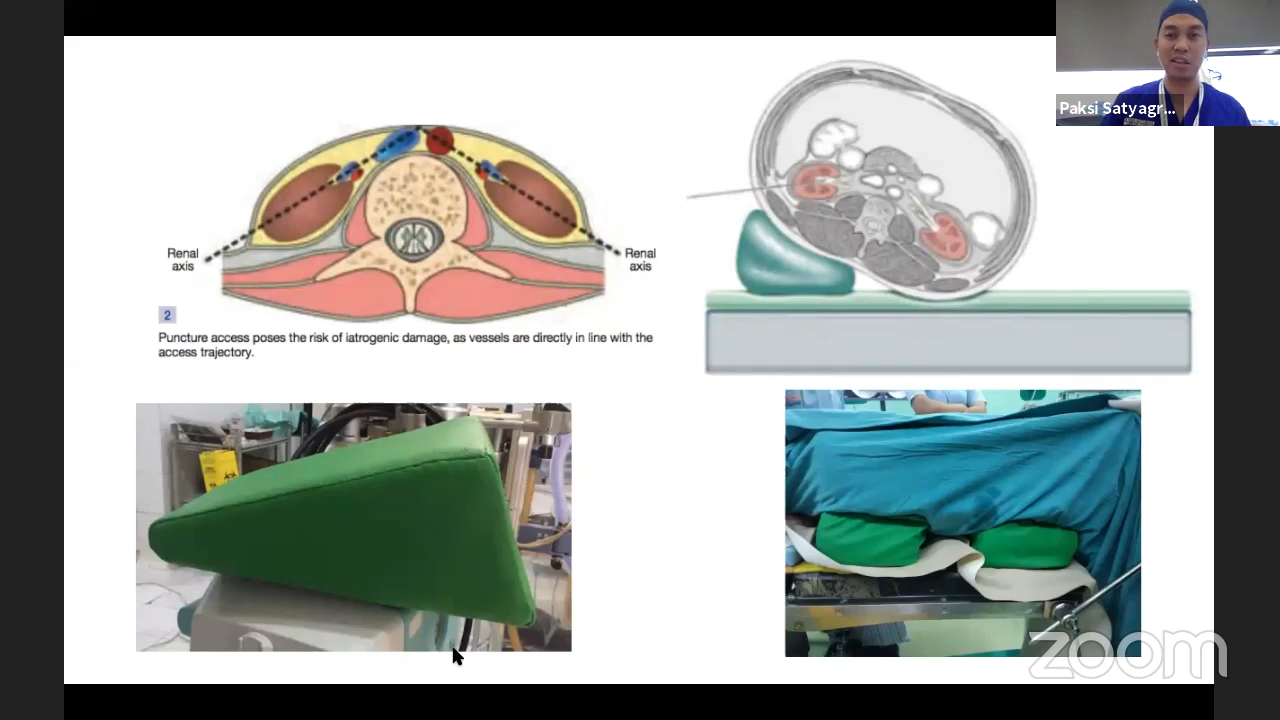 Paksi Satyagr...
Renal
axis
Renal
axis
2
Puncture access poses the risk of iatrogenic damage, as vessels are directly in line with the
access trajectory.
zoom